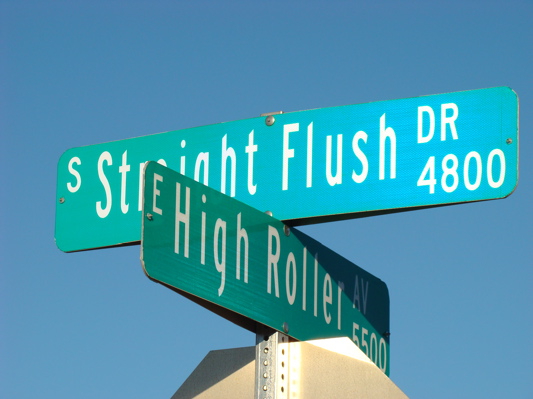 S Straight Flush DR
4800
E High Roller AV
5500